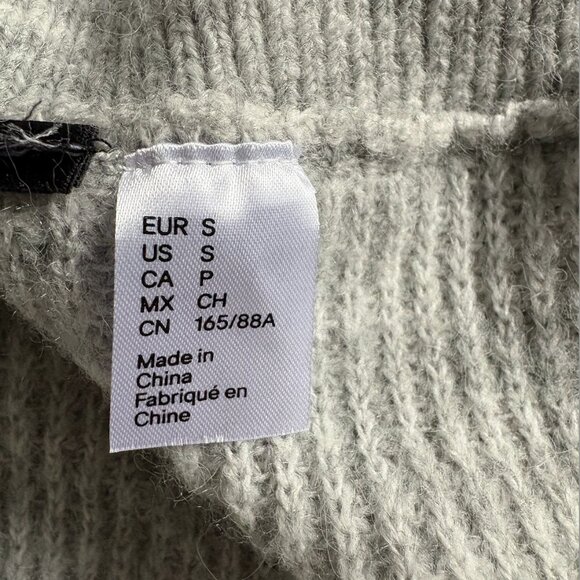 EUR S
US S
CA P
MX CH
CN 165/88A
Made in
China
Fabriqué en
Chine